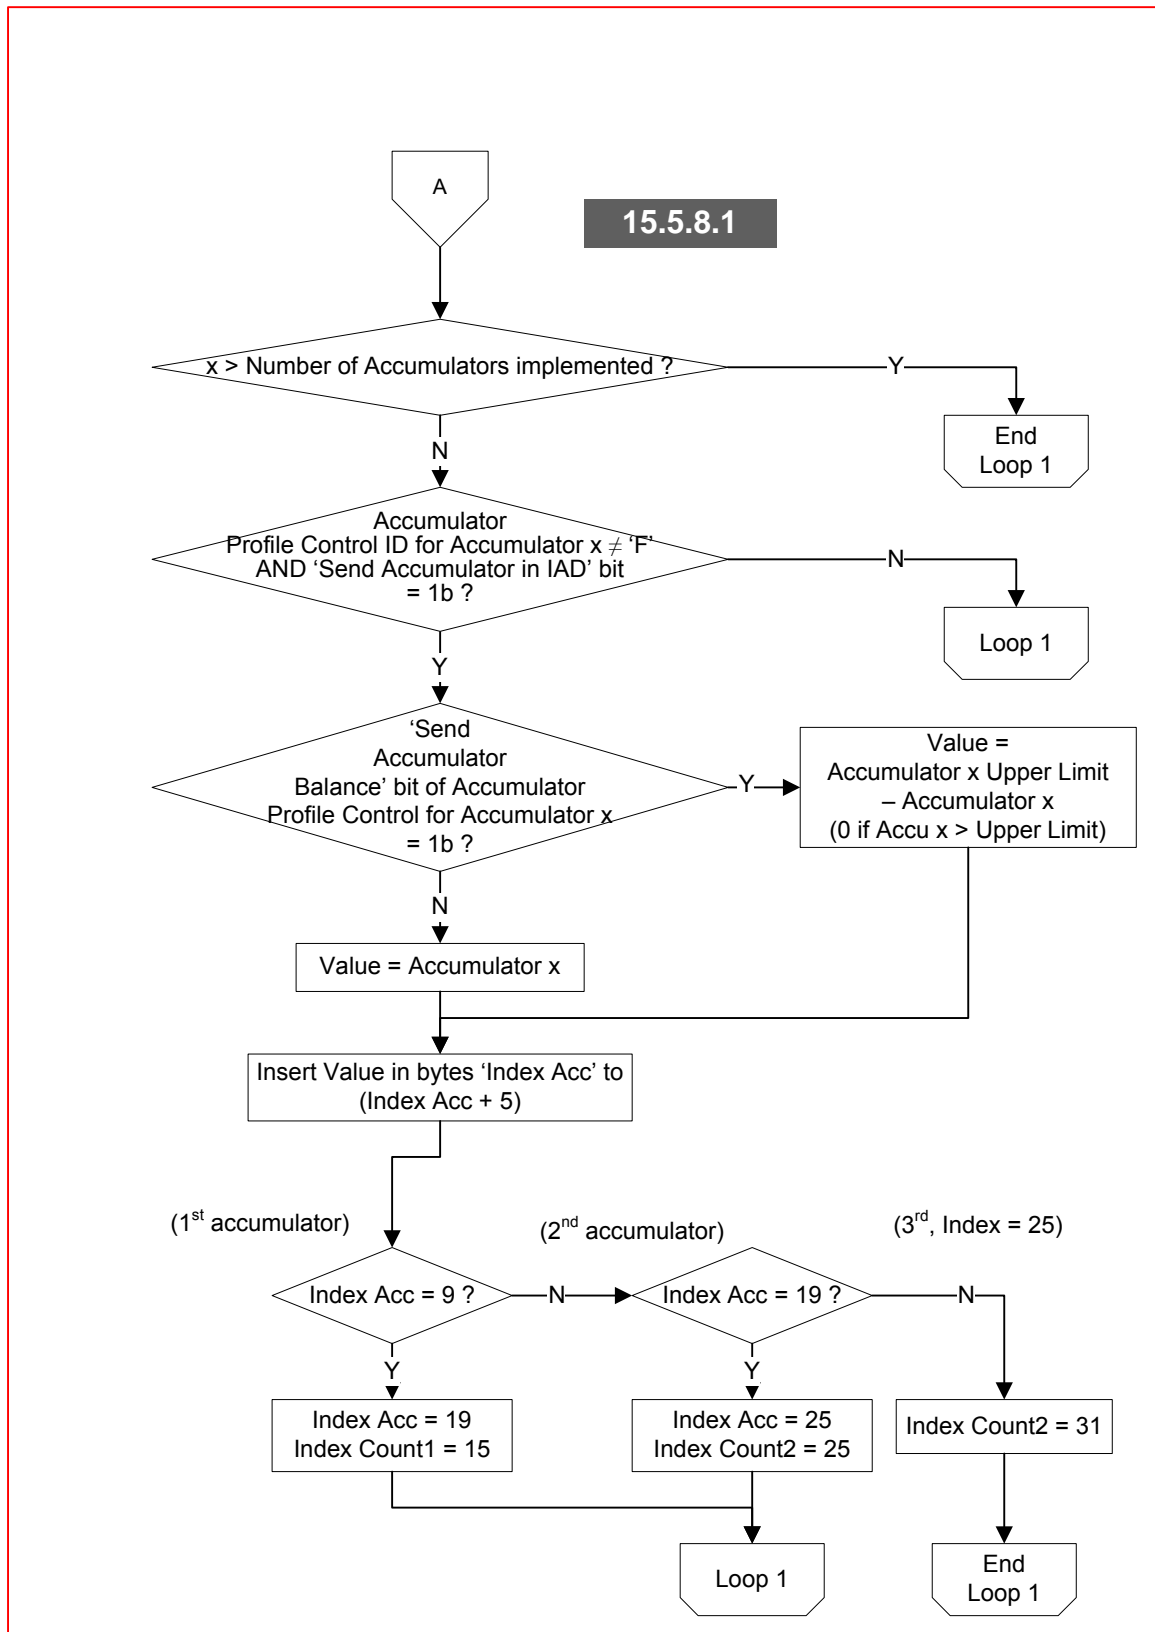 A
15.5.8.1
x > Number of Accumulators implemented ?
Y
N
End
Loop 1
Accumulator
Profile Control ID for Accumulator x ≠ ‘F’
AND ‘Send Accumulator in IAD’ bit
= 1b ?
N
Y
Loop 1
‘Send
Accumulator
Balance’ bit of Accumulator
Profile Control for Accumulator x
= 1b ?
Y
Value =
Accumulator x Upper Limit
– Accumulator x
(0 if Accu x > Upper Limit)
N
Value = Accumulator x
Insert Value in bytes ‘Index Acc’ to
(Index Acc + 5)
(1st accumulator)
(2nd accumulator)
(3rd, Index = 25)
Index Acc = 9 ?
N
Index Acc = 19 ?
N
Y
Y
Index Acc = 19
Index Count1 = 15
Index Acc = 25
Index Count2 = 25
Index Count2 = 31
Loop 1
End
Loop 1